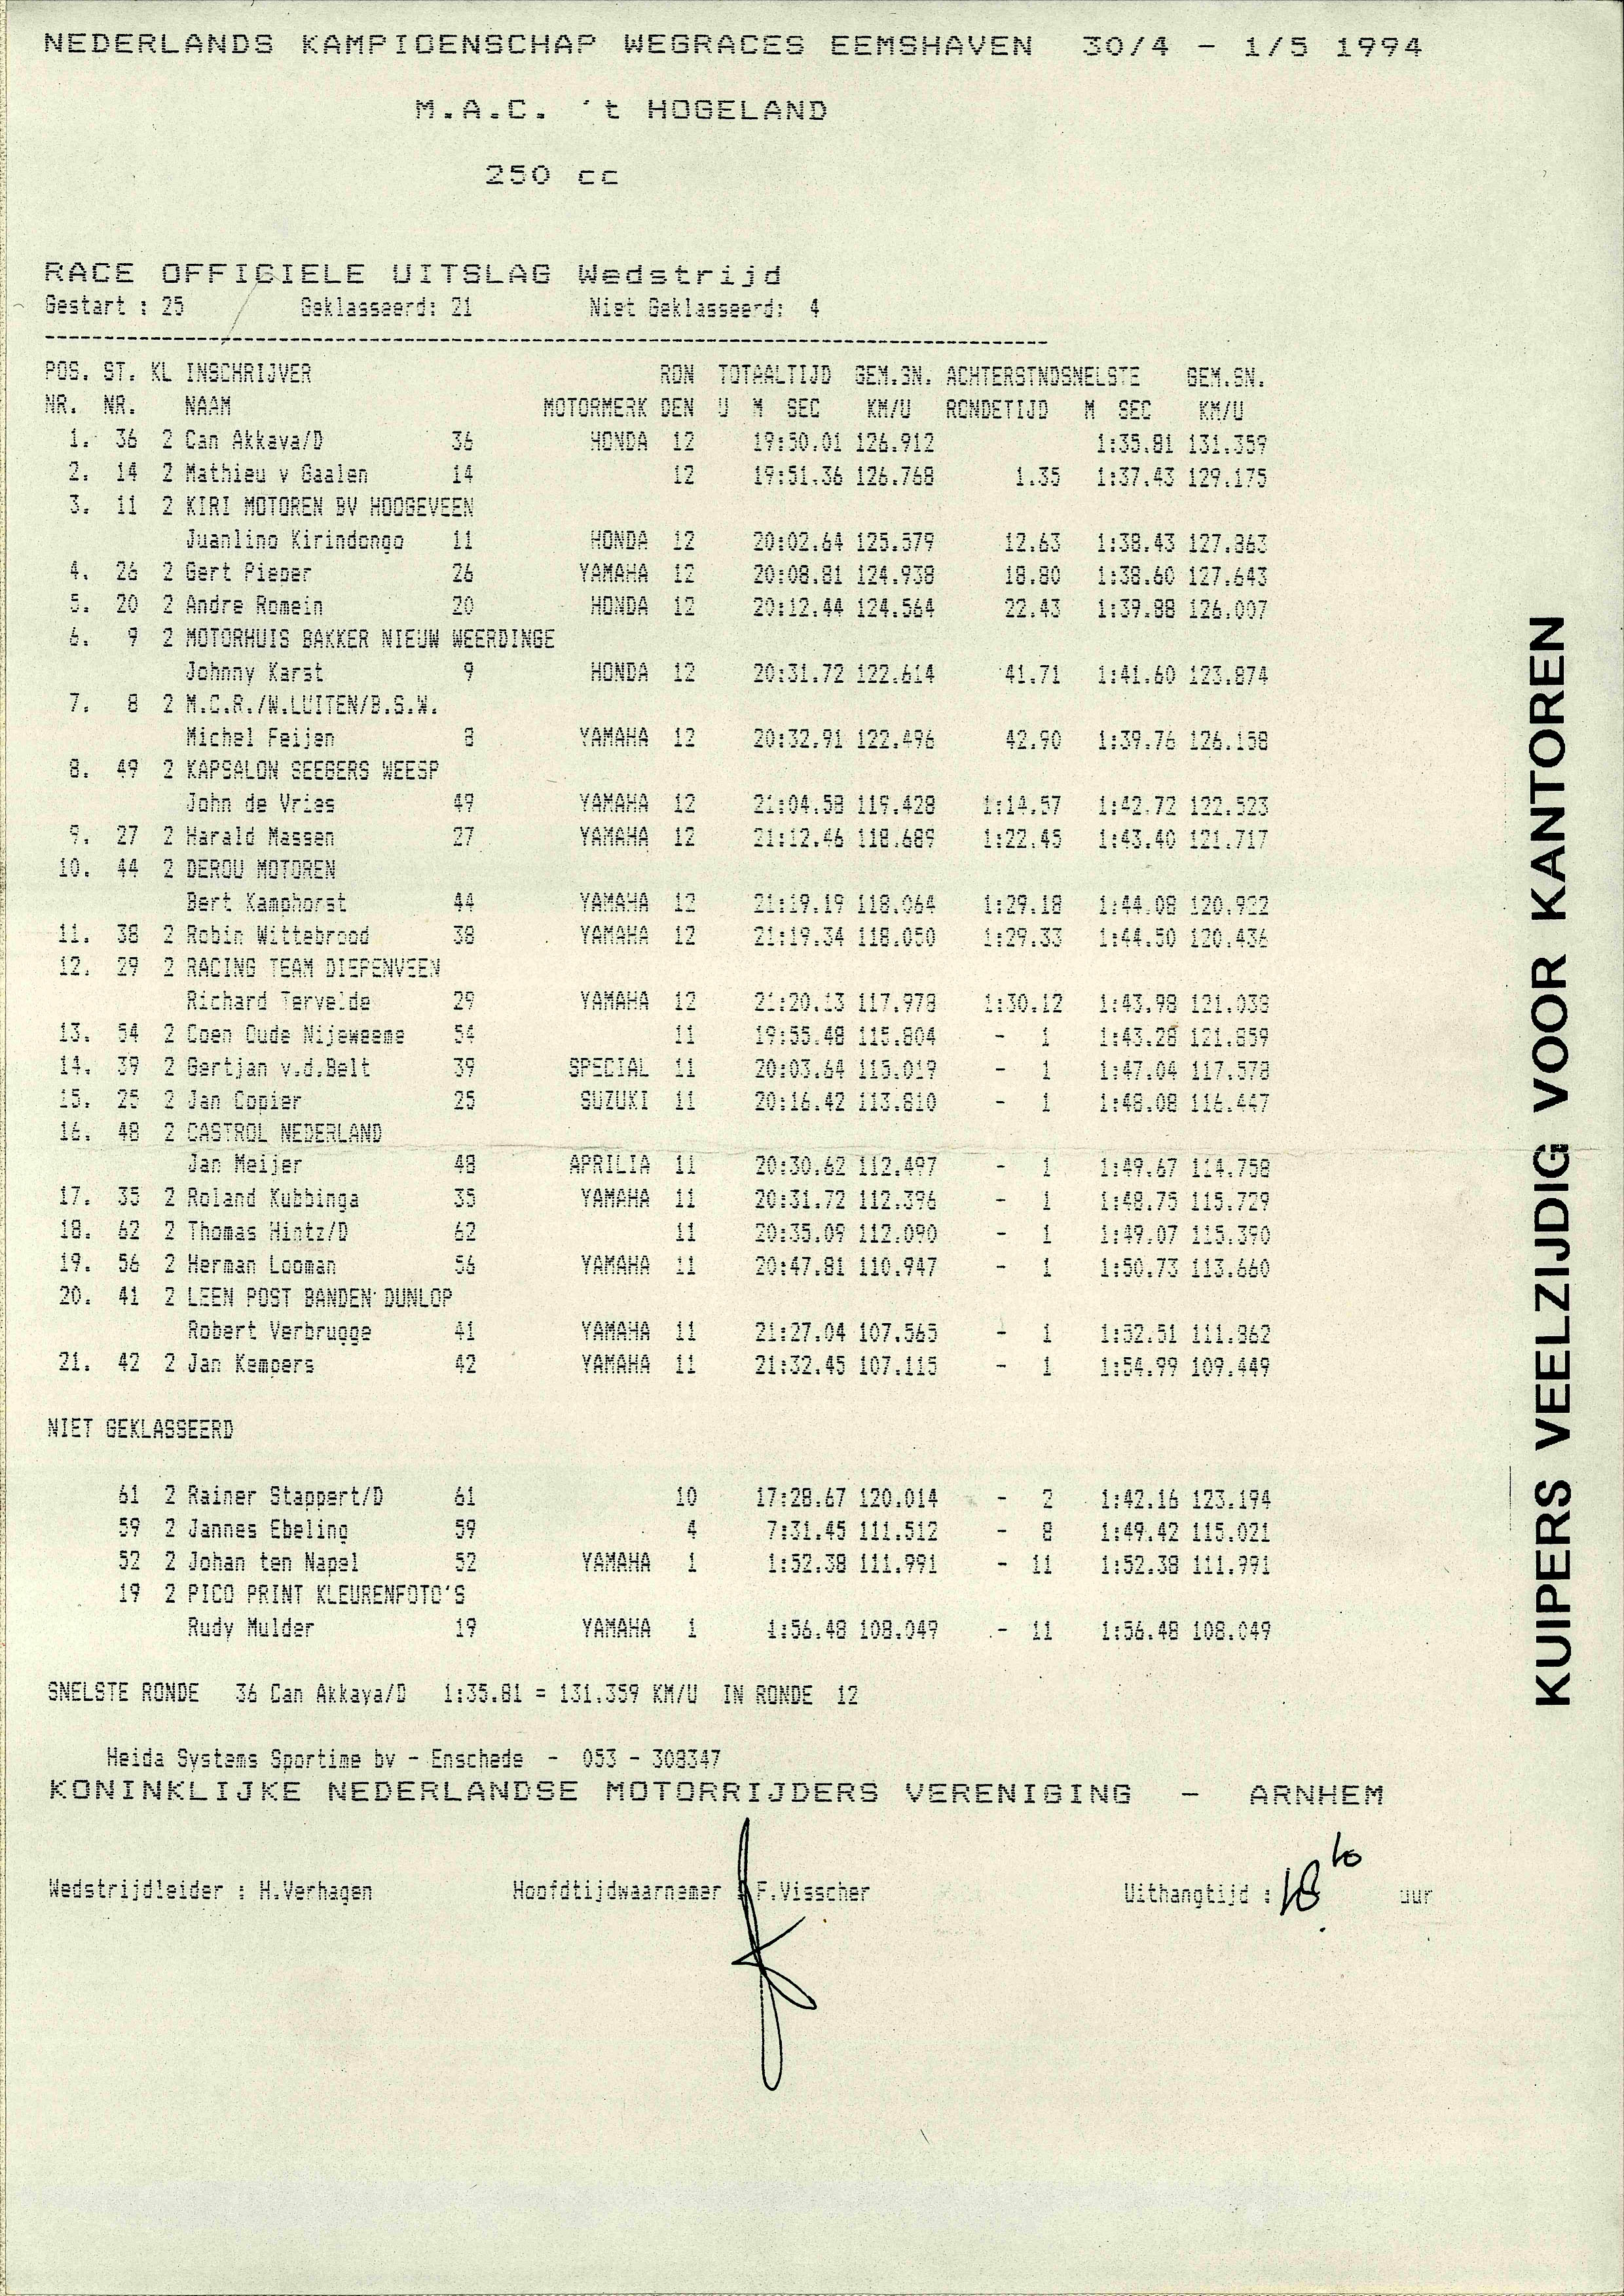 NEDERLANDS KAMPIOENSCHAP WEGRACES EEMSHAVEN 30/4 - 1/5 1994
M.A.C. 't HOGELAND
250 cc
RACE OFFICIELE UITSLAG Wedstrijd
Gestart : 25 Geklasseerd: 21 Niet Geklasseerd: 4
--------------------------------------------------------------------------------
POS. ST. KL INSCHRIJVER RON TOTAALTIJD GEM.SN. ACHTERSTNDSNELSTE GEM.SN.
NR. NR. NAAM MOTORMERK DEN U M SEC KM/U RONDETIJD M SEC KM/U
1. 36 2 Can Akkaya/D 36 HONDA 12 19:50.01 126.912 1:35.81 131.359
2. 14 2 Mathieu v Gaalen 14 12 19:51.36 126.768 1.35 1:37.43 129.175
3. 11 2 KIRI MOTOREN BV HOOGEVEEN
Juanlino Kirindongo 11 HONDA 12 20:02.64 125.579 12.63 1:38.43 127.863
4. 26 2 Gert Pieper 26 YAMAHA 12 20:08.81 124.938 18.80 1:38.60 127.643
5. 20 2 Andre Romein 20 HONDA 12 20:12.44 124.564 22.43 1:39.88 126.007
6. 9 2 MOTORHUIS BAKKER NIEUW WEERDINGE
Johnny Karst 9 HONDA 12 20:31.72 122.614 41.71 1:41.60 123.874
7. 8 2 M.C.R./W.LUITEN/B.S.W.
Michel Feijen 8 YAMAHA 12 20:32.91 122.496 42.90 1:39.76 126.158
8. 49 2 KAPSALON SEEGERS WEESP
John de Vries 49 YAMAHA 12 21:04.58 119.428 1:14.57 1:42.72 122.523
9. 27 2 Harald Massen 27 YAMAHA 12 21:12.46 118.689 1:22.45 1:43.40 121.717
10. 44 2 DEROU MOTOREN
Bert Kamphorst 44 YAMAHA 12 21:19.19 118.064 1:29.18 1:44.08 120.922
11. 38 2 Robin Wittebrood 38 YAMAHA 12 21:19.34 118.050 1:29.33 1:44.50 120.436
12. 29 2 RACING TEAM DIEPENVEEN
Richard Tervelde 29 YAMAHA 12 21:20.13 117.978 1:30.12 1:43.98 121.038
13. 54 2 Coen Oude Nijeweeme 54 11 19:55.48 115.804 - 1 1:43.28 121.859
14. 39 2 Gertjan v.d.Belt 39 SPECIAL 11 20:03.64 115.019 - 1 1:47.04 117.578
15. 25 2 Jan Copier 25 SUZUKI 11 20:16.42 113.810 - 1 1:48.08 116.447
16. 48 2 CASTROL NEDERLAND
Jan Meijer 48 APRILIA 11 20:30.62 112.497 - 1 1:49.67 114.758
17. 35 2 Roland Kubbinga 35 YAMAHA 11 20:31.72 112.396 - 1 1:48.75 115.729
18. 62 2 Thomas Hintz/D 62 11 20:35.09 112.090 - 1 1:49.07 115.390
19. 56 2 Herman Looman 56 YAMAHA 11 20:47.81 110.947 - 1 1:50.73 113.660
20. 41 2 LEEN POST BANDEN DUNLOP
Robert Verbrugge 41 YAMAHA 11 21:27.04 107.565 - 1 1:52.51 111.862
21. 42 2 Jan Kempers 42 YAMAHA 11 21:32.45 107.115 - 1 1:54.99 109.449
NIET GEKLASSEERD
61 2 Rainer Stappert/D 61 10 17:28.67 120.014 - 2 1:42.16 123.194
59 2 Jannes Ebeling 59 4 7:31.45 111.512 - 8 1:49.42 115.021
52 2 Johan ten Napel 52 YAMAHA 1 1:52.38 111.991 - 11 1:52.38 111.991
19 2 PICO PRINT KLEURENFOTO'S
Rudy Mulder 19 YAMAHA 1 1:56.48 108.049 - 11 1:56.48 108.049
SNELSTE RONDE 36 Can Akkaya/D 1:35.81 = 131.359 KM/U IN RONDE 12
Heida Systems Sportime bv - Enschede - 053 - 308347
KONINKLIJKE NEDERLANDSE MOTORRIJDERS VERENIGING - ARNHEM
Wedstrijdleider : H.Verhagen Hoofdtijdwaarnemer : F.Visscher Uithangtijd : 18 10 uur
KUIPERS VEELZIJDIG VOOR KANTOREN